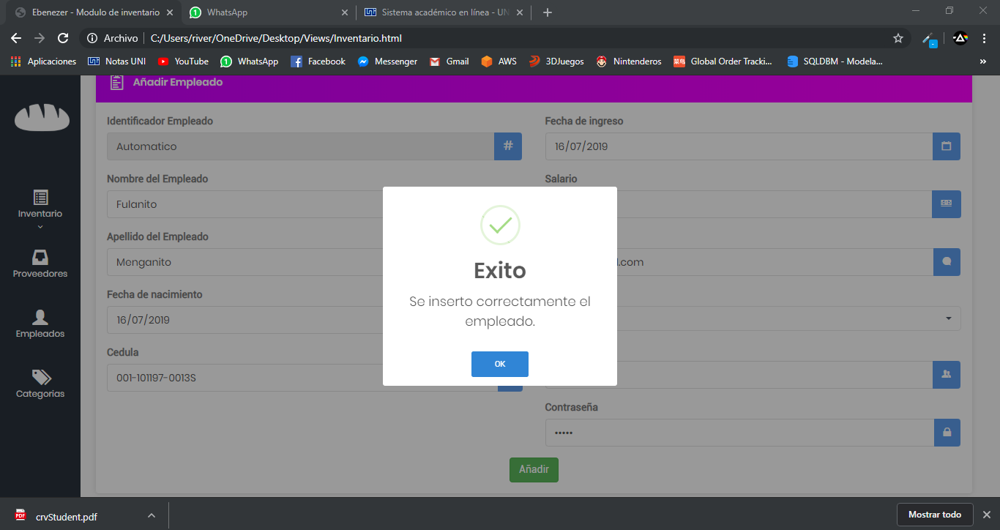 Ebenezer - Modulo de inventario
WhatsApp
Sistema académico en línea - UN
Archivo
C:/Users/river/OneDrive/Desktop/Views/Inventario.html
Aplicaciones
Notas UNI
YouTube
WhatsApp
Facebook
Messenger
Gmail
AWS
3DJuegos
Nintenderos
Global Order Tracki...
SQLDBM - Modela...
»
Inventario
Proveedores
Empleados
Categorias
Añadir Empleado
Identificador Empleado
Automatico
#
Nombre del Empleado
Fulanito
Apellido del Empleado
Menganito
Fecha de nacimiento
16/07/2019
Cedula
001-101197-0013S
Fecha de ingreso
16/07/2019
Salario
l.com
Contraseña
•••••
Añadir
Exito
Se inserto correctamente el
empleado.
OK
PDF
crvStudent.pdf
Mostrar todo